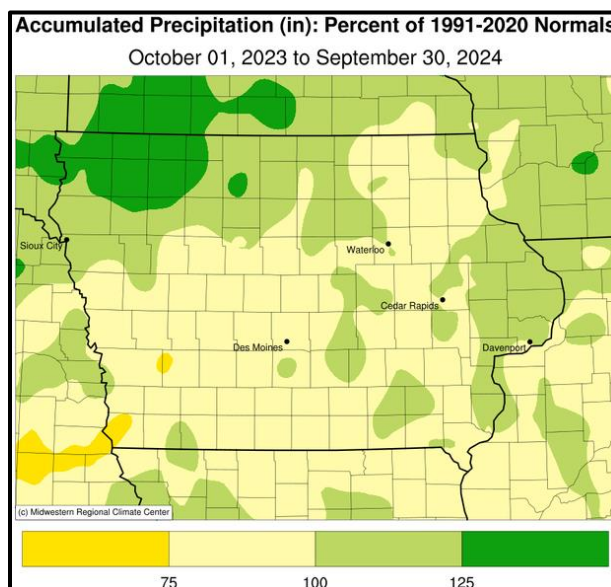 Accumulated Precipitation (in): Percent of 1991-2020 Normals
October 01, 2023 to September 30, 2024
Sioux City
Waterloo
Cedar Rapids
Des Moines
Davenport
(c) Midwestern Regional Climate Center
75 100 125